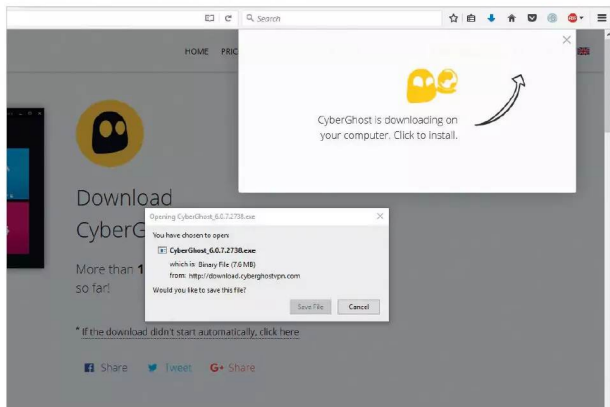 Search
HOME PRIC
CyberGhost is downloading on
your computer. Click to install.
Download
CyberG
Opening CyberGhost_6.0.7.2738.exe
You have chosen to open:
CyberGhost_6.0.7.2738.exe
which is: Binary File (7.6 MB)
from: http://download.cyberghostvpn.com
Would you like to save this file?
Save File Cancel
More than 1
so far!
* If the download didn't start automatically, click here
Share Tweet G+ Share